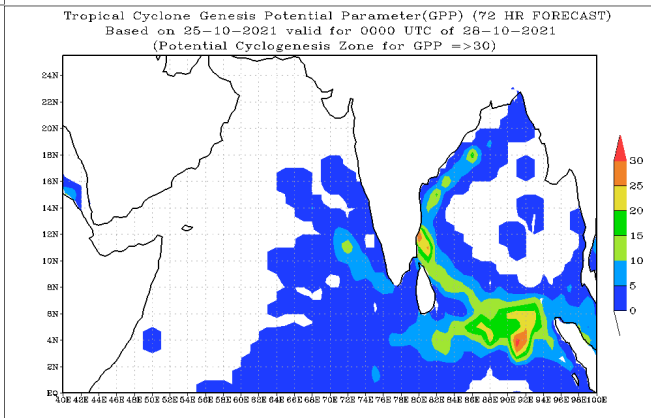 Tropical Cyclone Genesis Potential Parameter(GPP) (72 HR FORECAST)
Based on 25-10-2021 valid for 0000 UTC of 28-10-2021
(Potential Cyclogenesis Zone for GPP =>30)
24N
22N
20N
18N
16N
14N
12N
10N
8N
6N
4N
2N
EQ
40E 42E 44E 46E 48E 50E 52E 54E 56E 58E 60E 62E 64E 66E 68E 70E 72E 74E 76E 78E 80E 82E 84E 86E 88E 90E 92E 94E 96E 98E 100E
30
25
20
15
10
5
0